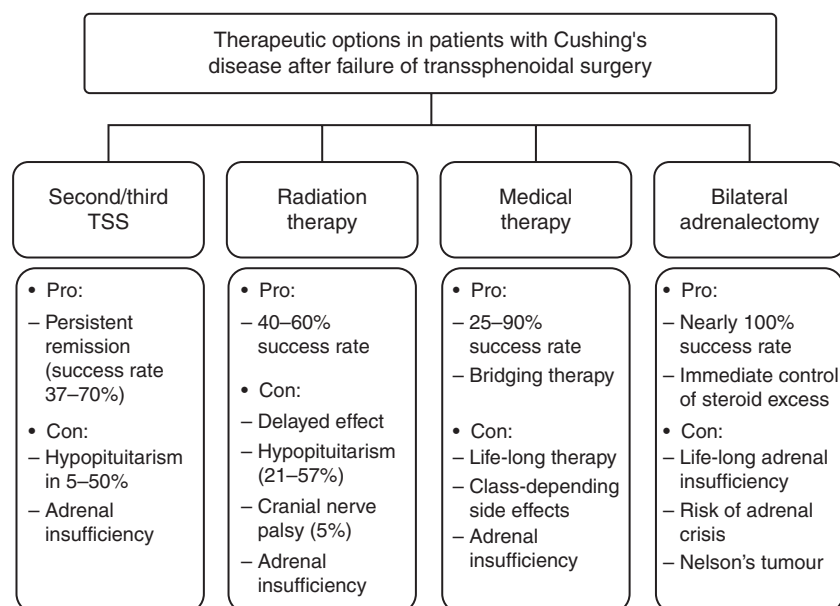 Therapeutic options in patients with Cushing's
disease after failure of transsphenoidal surgery
Second/third
TSS
• Pro:
– Persistent
remission
(success rate
37–70%)
• Con:
– Hypopituitarism
in 5–50%
– Adrenal
insufficiency
Radiation
therapy
• Pro:
– 40–60%
success rate
• Con:
– Delayed effect
– Hypopituitarism
(21–57%)
– Cranial nerve
palsy (5%)
– Adrenal
insufficiency
Medical
therapy
• Pro:
– 25–90%
success rate
– Bridging therapy
• Con:
– Life-long therapy
– Class-depending
side effects
– Adrenal
insufficiency
Bilateral
adrenalectomy
• Pro:
– Nearly 100%
success rate
– Immediate control
of steroid excess
• Con:
– Life-long adrenal
insufficiency
– Risk of adrenal
crisis
– Nelson's tumour